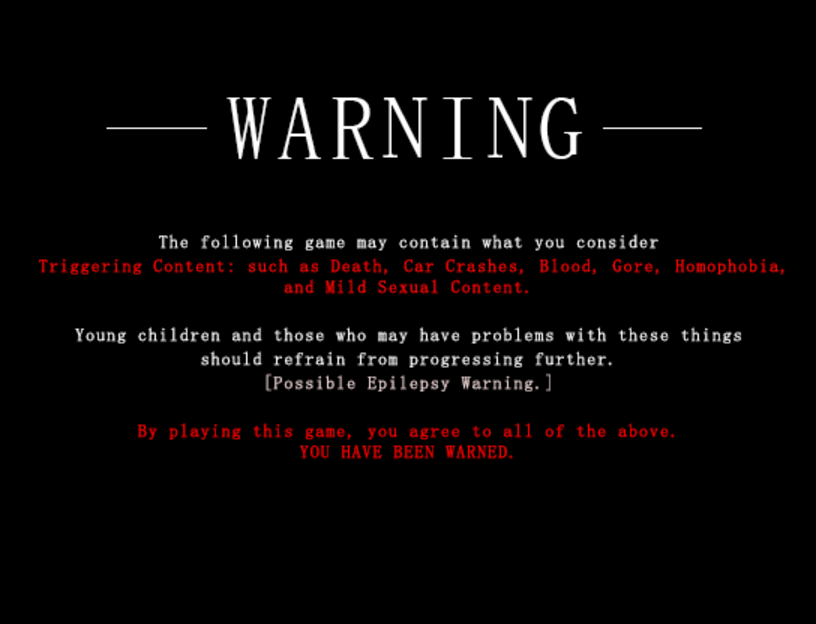 WARNING
The following game may contain what you consider
Triggering Content: such as Death, Car Crashes, Blood, Gore, Homophobia,
and Mild Sexual Content.
Young children and those who may have problems with these things
should refrain from progressing further.
[Possible Epilepsy Warning.]
By playing this game, you agree to all of the above.
YOU HAVE BEEN WARNED.